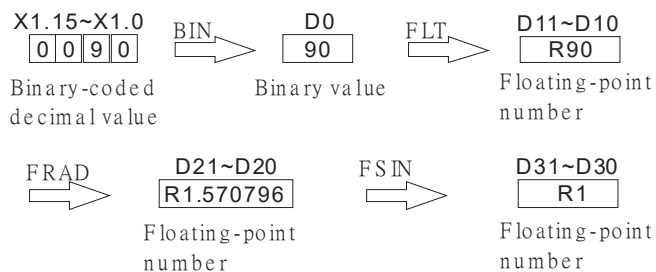 X1.15~X1.0 BIN D0 FLT D11~D10
0 0 9 0 90 R90
Binary-coded decimal value Binary value Floating-point number
FRAD D21~D20 FSIN D31~D30
R1.570796 R1
Floating-point number Floating-point number